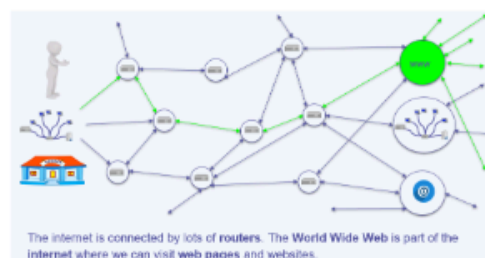 www
The internet is connected by lots of routers. The World Wide Web is part of the
internet where we can visit web pages and websites.